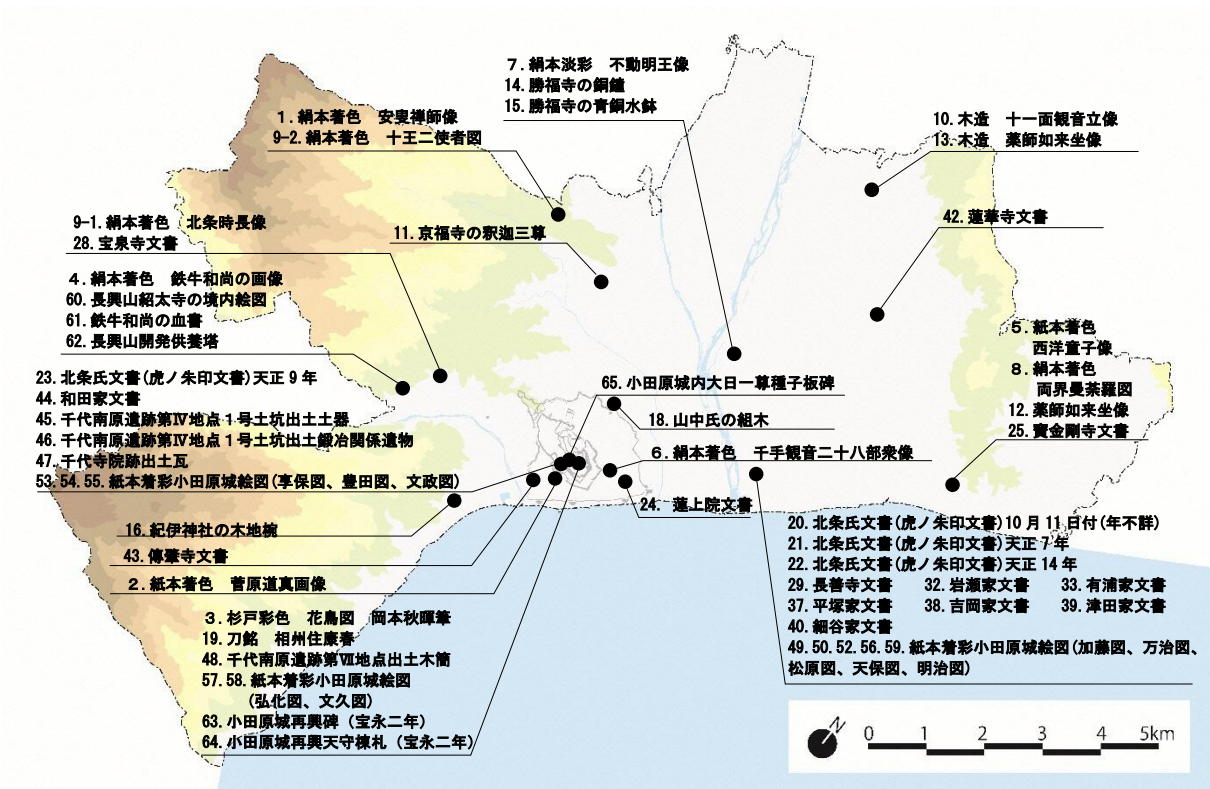 ７. 絹本淡彩　不動明王像
14. 勝福寺の銅鐘
15. 勝福寺の青銅水鉢
１. 絹本著色　安叟禅師像
9-2. 絹本著色　十王二使者図
10. 木造　十一面観音立像
13. 木造　薬師如来坐像
9-1. 絹本著色　北条時長像
28. 宝泉寺文書
11. 京福寺の釈迦三尊
42. 蓮華寺文書
４. 絹本著色　鉄牛和尚の画像
60. 長興山紹太寺の境内絵図
61. 鉄牛和尚の血書
62. 長興山開発供養塔
５. 紙本著色
西洋童子像
８. 絹本著色
両界曼荼羅図
12. 薬師如来坐像
25. 寳金剛寺文書
23. 北条氏文書(虎ノ朱印文書)天正９年
44. 和田家文書
45. 千代南原遺跡第Ⅳ地点１号土坑出土土器
46. 千代南原遺跡第Ⅳ地点１号土坑出土鍛冶関係遺物
47. 千代寺院跡出土瓦
53. 54. 55. 紙本着彩小田原城絵図(享保図、豊田図、文政図)
65. 小田原城内大日一尊種子板碑
18. 山中氏の組木
６. 絹本著色　千手観音二十八部衆像
24. 蓮上院文書
16. 紀伊神社の木地椀
43. 傳肇寺文書
２. 紙本著色　菅原道真画像
３. 杉戸彩色　花鳥図　岡本秋暉筆
19. 刀銘　相州住康春
48. 千代南原遺跡第Ⅶ地点出土木簡
57. 58. 紙本着彩小田原城絵図
(弘化図、文久図)
63. 小田原城再興碑（宝永二年）
64. 小田原城再興天守棟札（宝永二年）
20. 北条氏文書(虎ノ朱印文書)10月11日付(年不詳)
21. 北条氏文書(虎ノ朱印文書)天正７年
22. 北条氏文書(虎ノ朱印文書)天正14年
29. 長善寺文書　32. 岩瀬家文書　33. 有浦家文書
37. 平塚家文書　38. 吉岡家文書　39. 津田家文書
40. 細谷家文書
49. 50. 52. 56. 59. 紙本着彩小田原城絵図(加藤図、万治図、
松原図、天保図、明治図)
N
0 1 2 3 4 5km